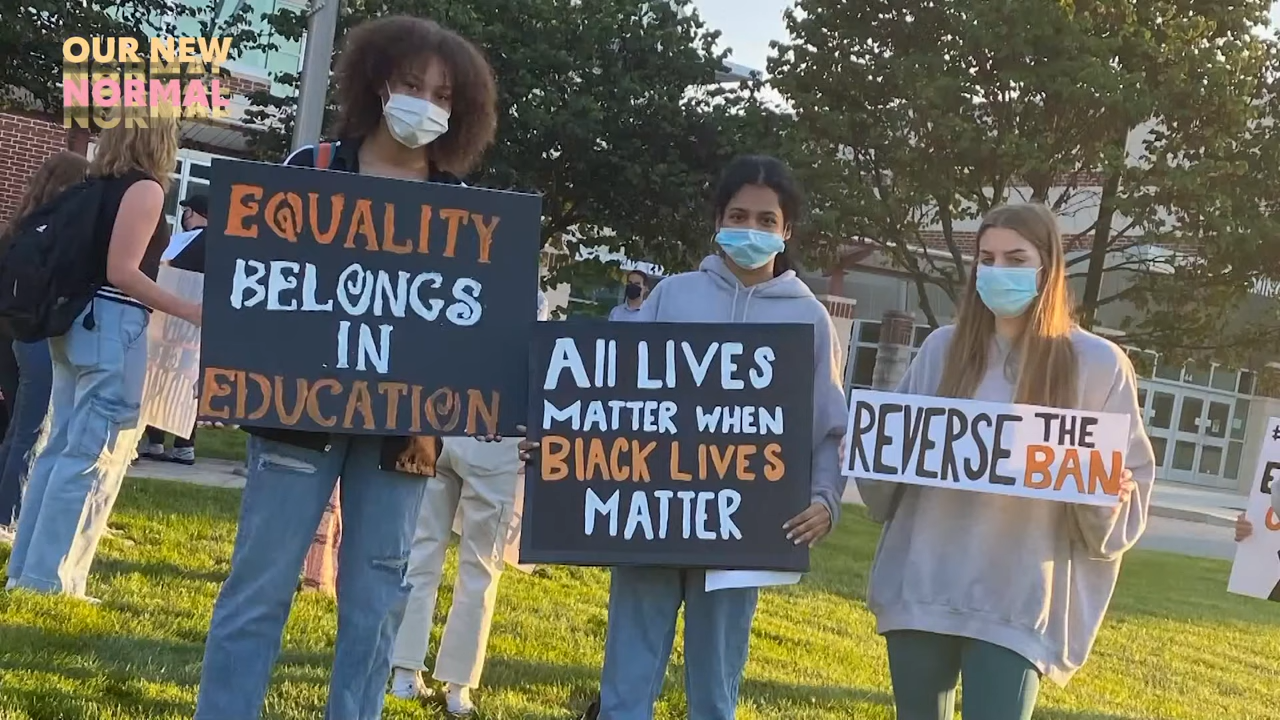 OUR NEW
NORMAL
EQUALITY
BELONGS
IN
EDUCATION
All LIVES
MATTER WHEN
BlACK LIVES
MATTER
REVERSE THE
BAN